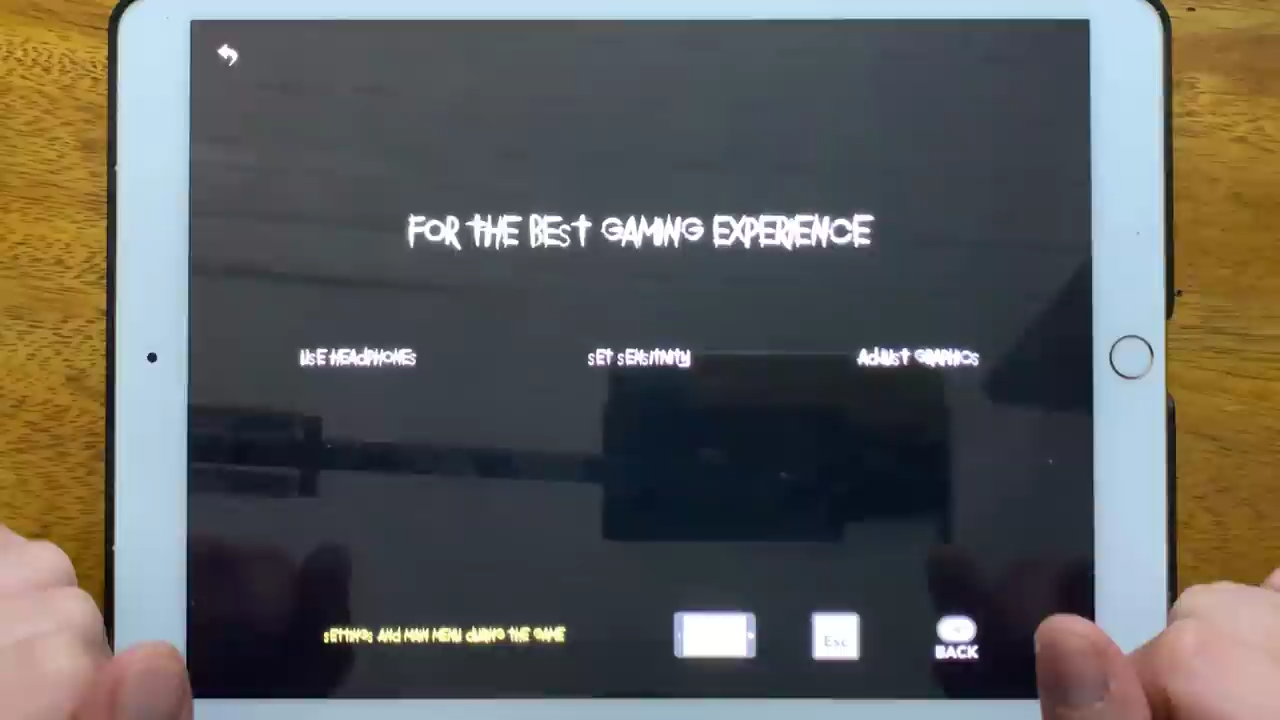 FOR THE BEST GAMING EXPERIENCE
USE HEADPHONES
SET SENSITIVITY
ADJUST GRAPHICS
SETTINGS AND MAIN MENU DURING THE GAME
Esc
BACK